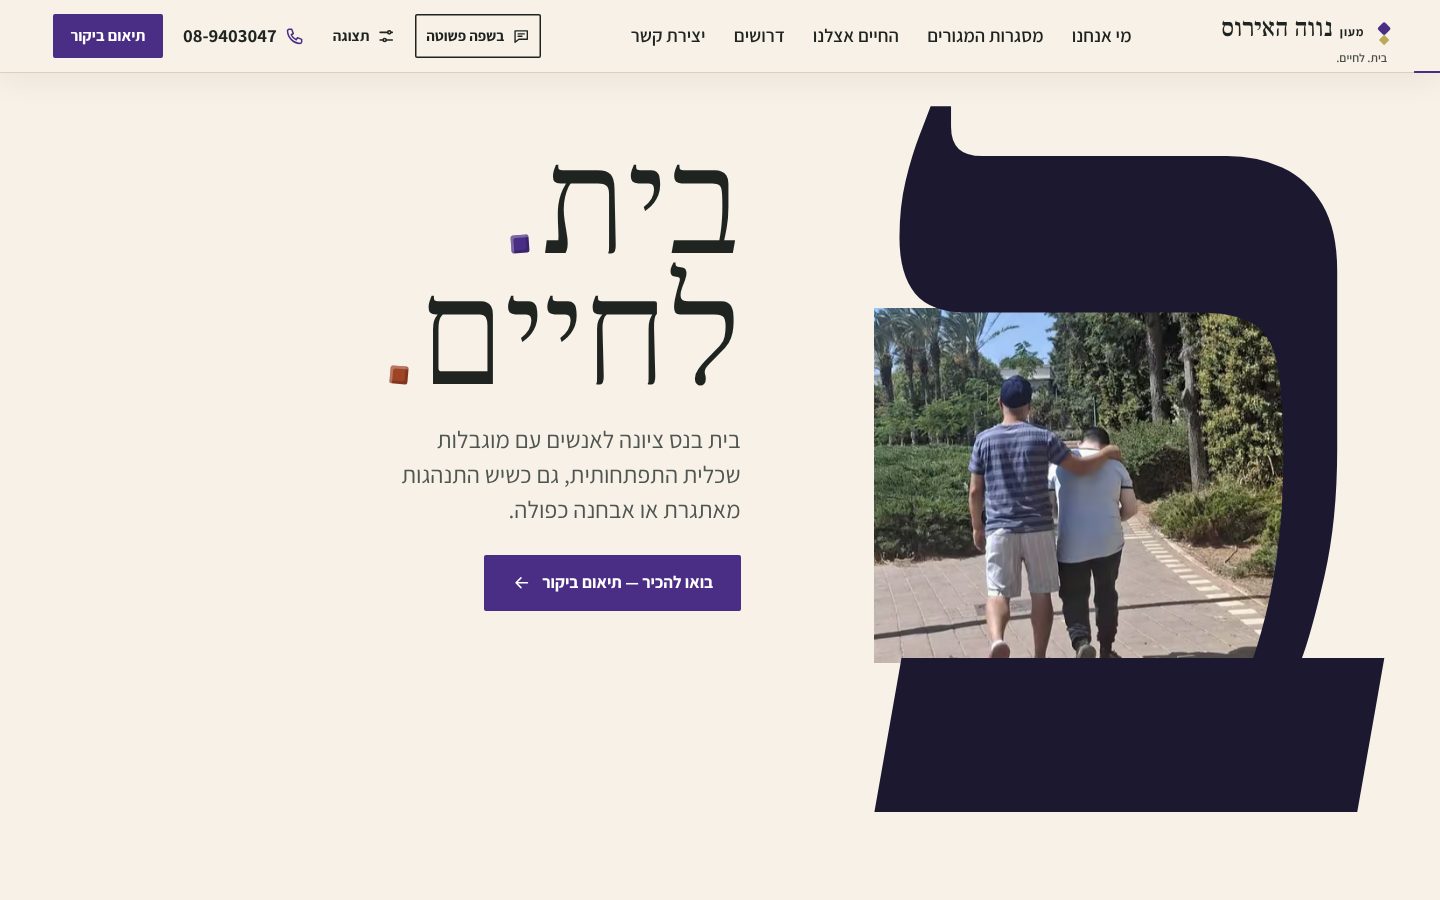 מעון נווה האירוס
בית. לחיים.
מי אנחנו
מסגרות המגורים
החיים אצלנו
דרושים
יצירת קשר
בשפה פשוטה
תצוגה
08-9403047
תיאום ביקור
ב
בית.
לחיים.
בית בנס ציונה לאנשים עם מוגבלות
שכלית התפתחותית, גם כשיש התנהגות
מאתגרת או אבחנה כפולה.
בואו להכיר — תיאום ביקור ←